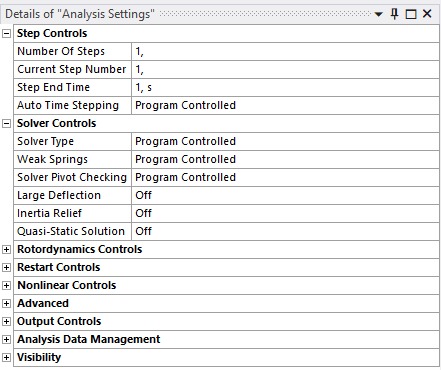 Details of "Analysis Settings"
Step Controls
Number Of Steps 1,
Current Step Number 1,
Step End Time 1, s
Auto Time Stepping Program Controlled
Solver Controls
Solver Type Program Controlled
Weak Springs Program Controlled
Solver Pivot Checking Program Controlled
Large Deflection Off
Inertia Relief Off
Quasi-Static Solution Off
Rotordynamics Controls
Restart Controls
Nonlinear Controls
Advanced
Output Controls
Analysis Data Management
Visibility